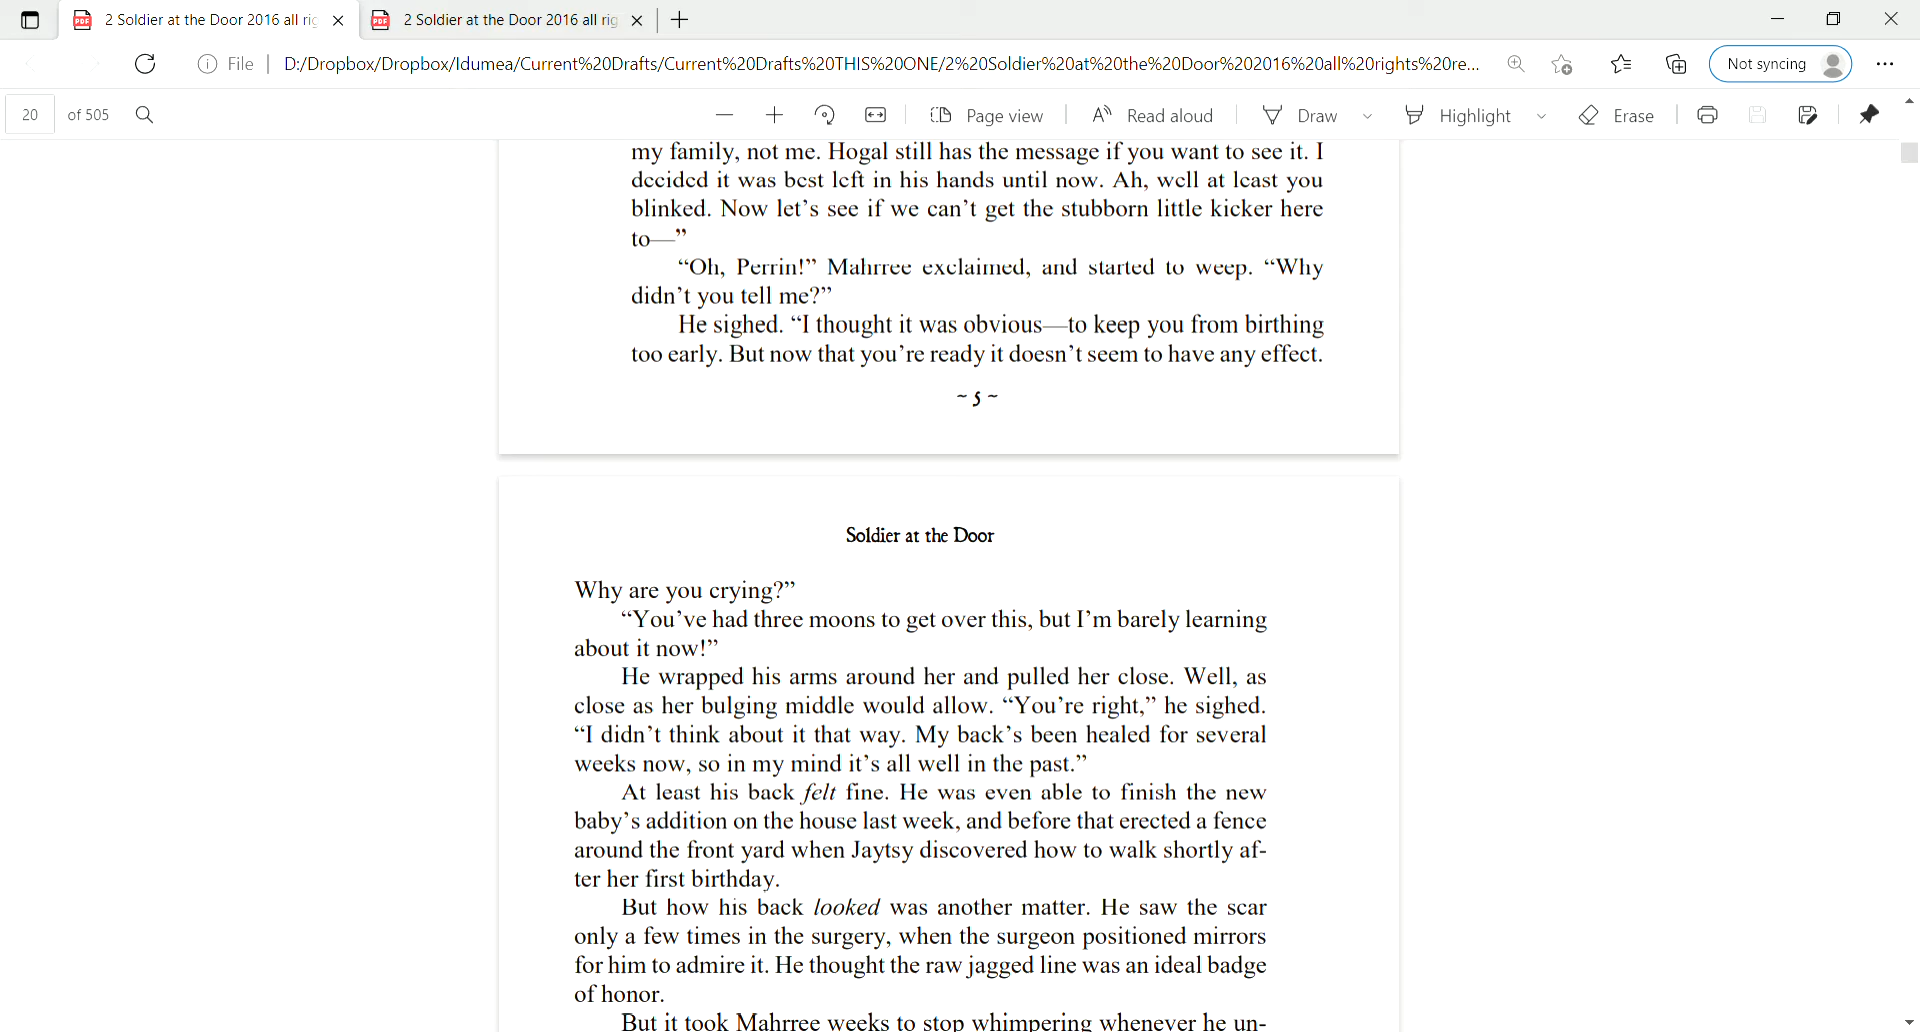 2 Soldier at the Door 2016 all rig
2 Soldier at the Door 2016 all rig
File
D:/Dropbox/Dropbox/Idumea/Current%20Drafts/Current%20Drafts%20THIS%20ONE/2%20Soldier%20at%20the%20Door%202016%20all%20rights%20re...
Not syncing
20 of 505
Page view
Read aloud
Draw
Highlight
Erase
my family, not me. Hogal still has the message if you want to see it. I
decided it was best left in his hands until now. Ah, well at least you
blinked. Now let’s see if we can’t get the stubborn little kicker here
to—”
“Oh, Perrin!” Mahrree exclaimed, and started to weep. “Why
didn’t you tell me?”
He sighed. “I thought it was obvious—to keep you from birthing
too early. But now that you’re ready it doesn’t seem to have any effect.
~ 5 ~
Soldier at the Door
Why are you crying?”
“You’ve had three moons to get over this, but I’m barely learning
about it now!”
He wrapped his arms around her and pulled her close. Well, as
close as her bulging middle would allow. “You’re right,” he sighed.
“I didn’t think about it that way. My back’s been healed for several
weeks now, so in my mind it’s all well in the past.”
At least his back felt fine. He was even able to finish the new
baby’s addition on the house last week, and before that erected a fence
around the front yard when Jaytsy discovered how to walk shortly af-
ter her first birthday.
But how his back looked was another matter. He saw the scar
only a few times in the surgery, when the surgeon positioned mirrors
for him to admire it. He thought the raw jagged line was an ideal badge
of honor.
But it took Mahrree weeks to stop whimpering whenever he un-